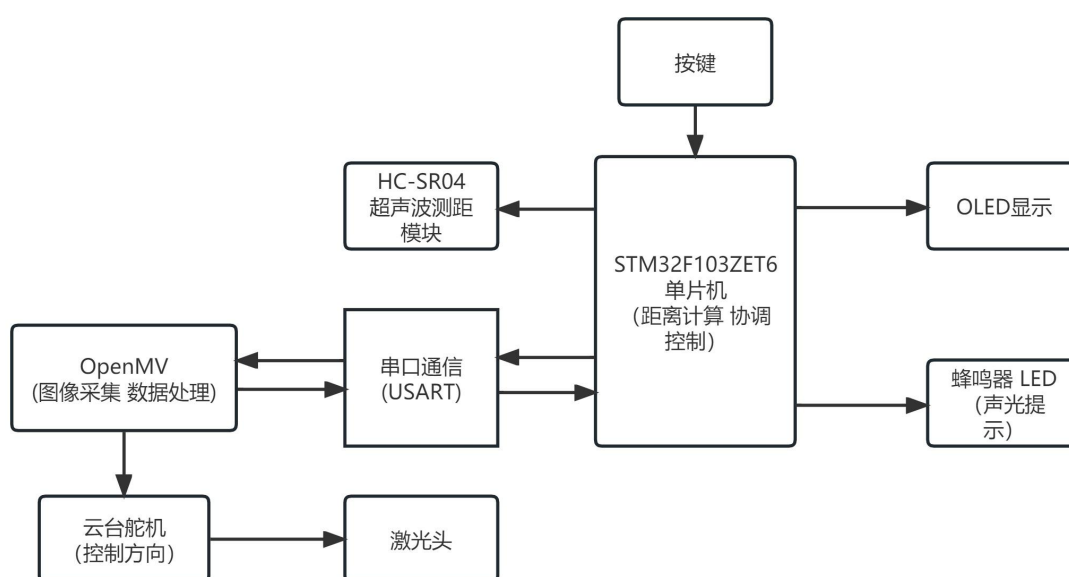 按键
HC-SR04
超声波测距
模块
STM32F103ZET6
单片机
（距离计算 协调
控制）
OLED显示
OpenMV
(图像采集 数据处理)
串口通信
(USART)
蜂鸣器 LED
（声光提
示）
云台舵机
（控制方向）
激光头